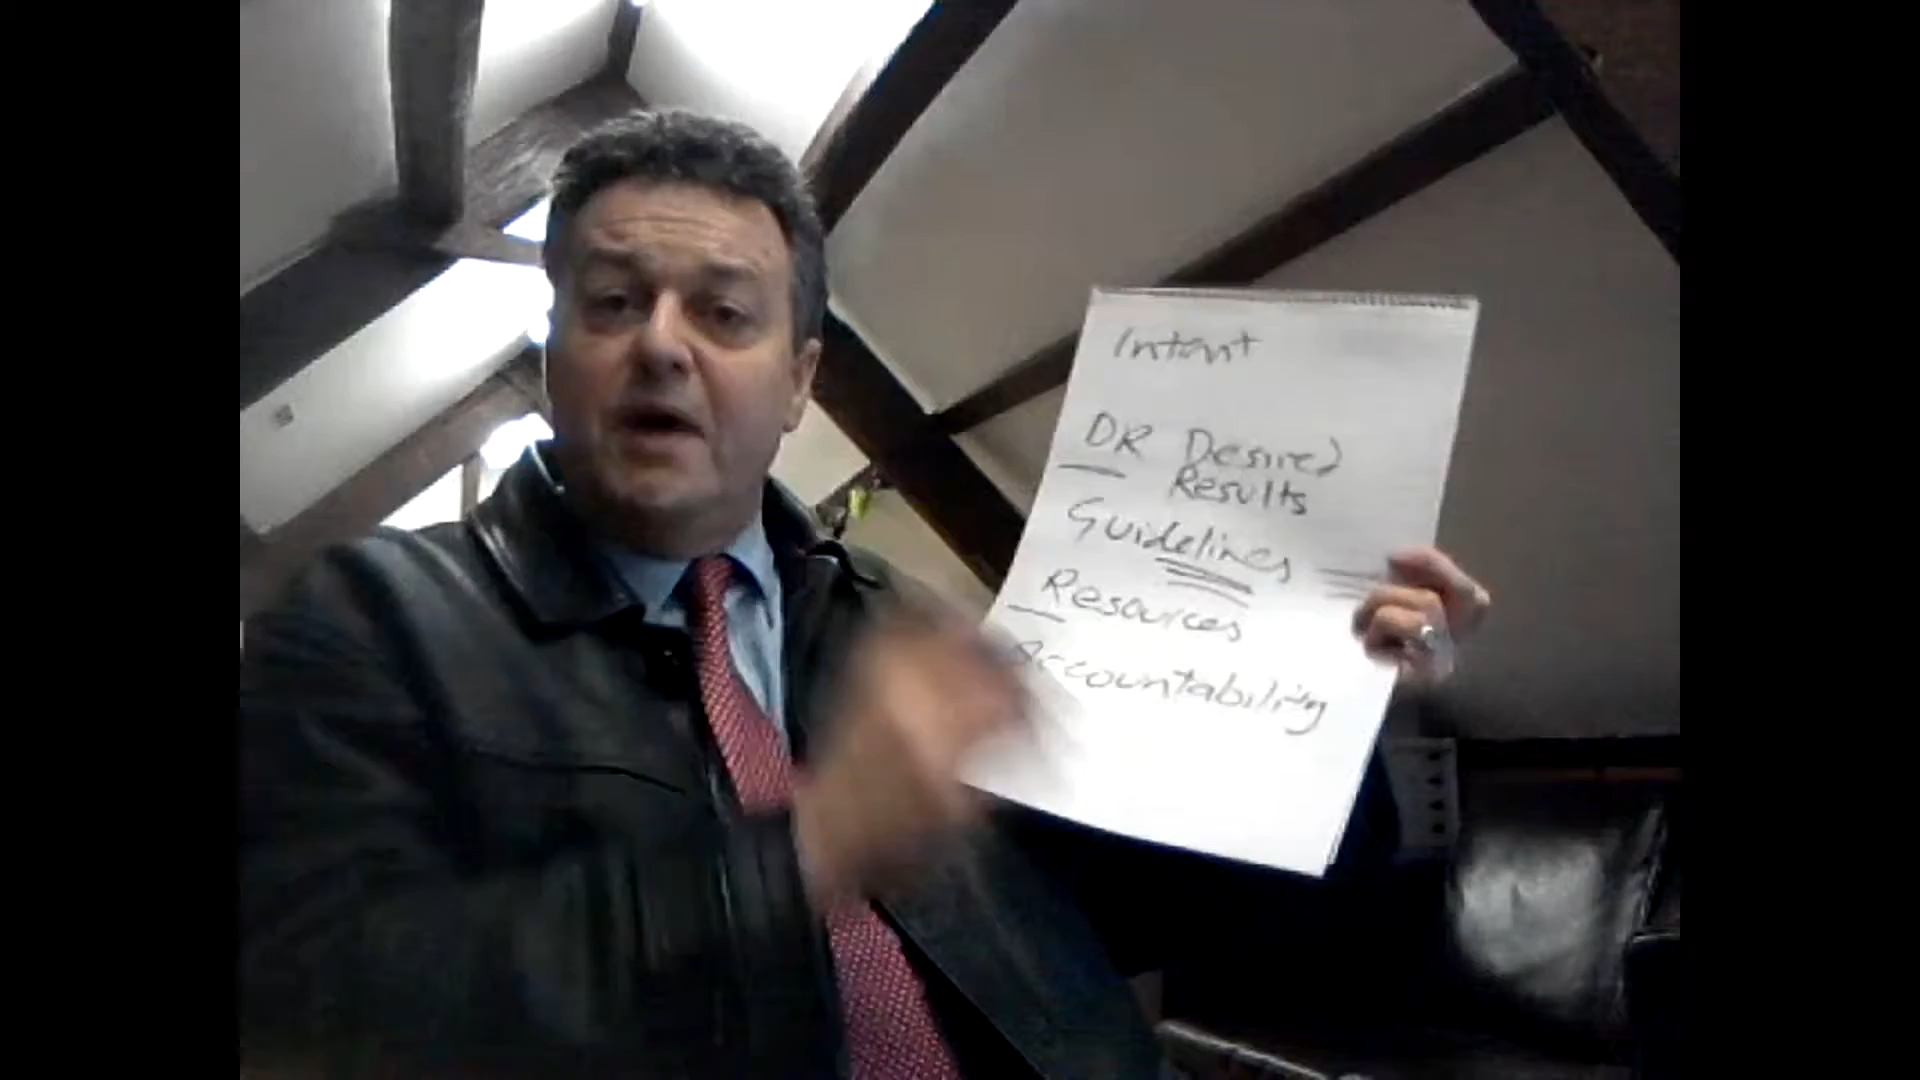 Intent
DR Desired
Results
Guidelines
Resources
Accountability